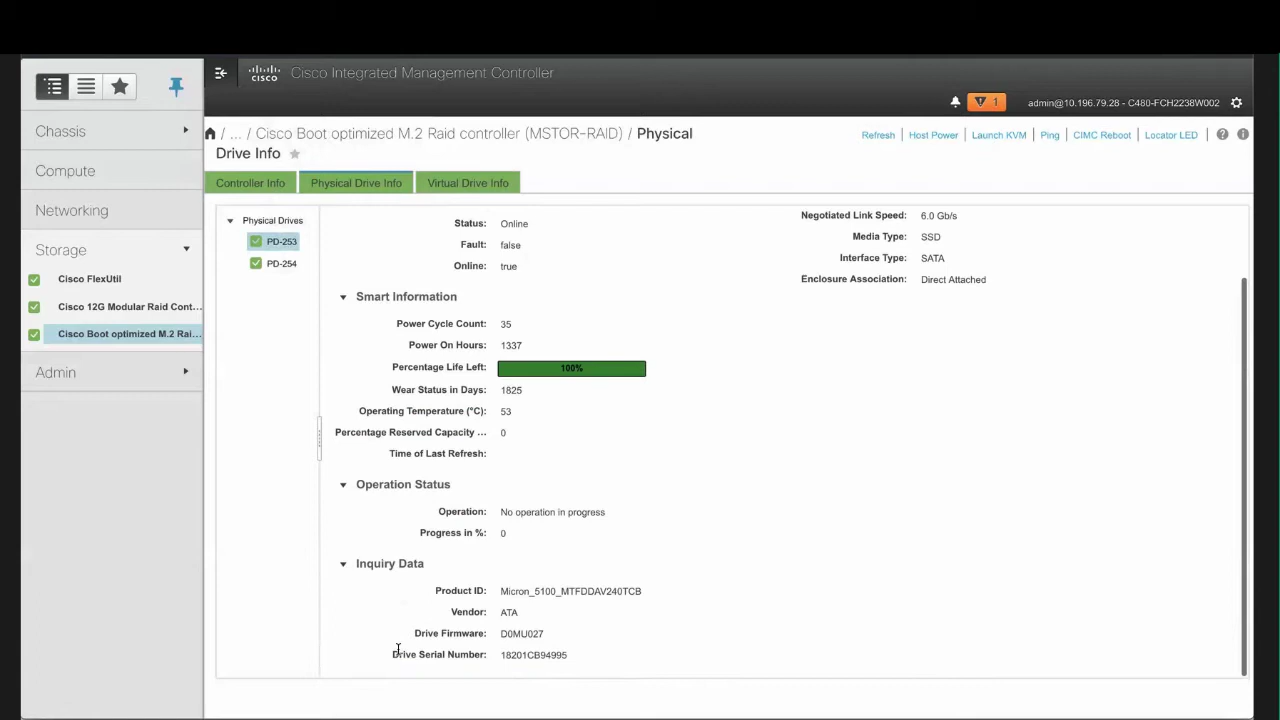 cisco
Cisco Integrated Management Controller
1
admin@10.196.79.28 - C480-FCH2238W002
/ ... / Cisco Boot optimized M.2 Raid controller (MSTOR-RAID) / Physical
Drive Info
Refresh | Host Power | Launch KVM | Ping | CIMC Reboot | Locator LED
Chassis
Compute
Networking
Storage
Cisco FlexUtil
Cisco 12G Modular Raid Cont...
Cisco Boot optimized M.2 Rai...
Admin
Controller Info
Physical Drive Info
Virtual Drive Info
Physical Drives
PD-253
PD-254
Status: Online
Fault: false
Online: true
Negotiated Link Speed: 6.0 Gb/s
Media Type: SSD
Interface Type: SATA
Enclosure Association: Direct Attached
Smart Information
Power Cycle Count: 35
Power On Hours: 1337
Percentage Life Left: 100%
Wear Status in Days: 1825
Operating Temperature (°C): 53
Percentage Reserved Capacity ... 0
Time of Last Refresh:
Operation Status
Operation: No operation in progress
Progress in %: 0
Inquiry Data
Product ID: Micron_5100_MTFDDAV240TCB
Vendor: ATA
Drive Firmware: D0MU027
Drive Serial Number: 18201CB94995